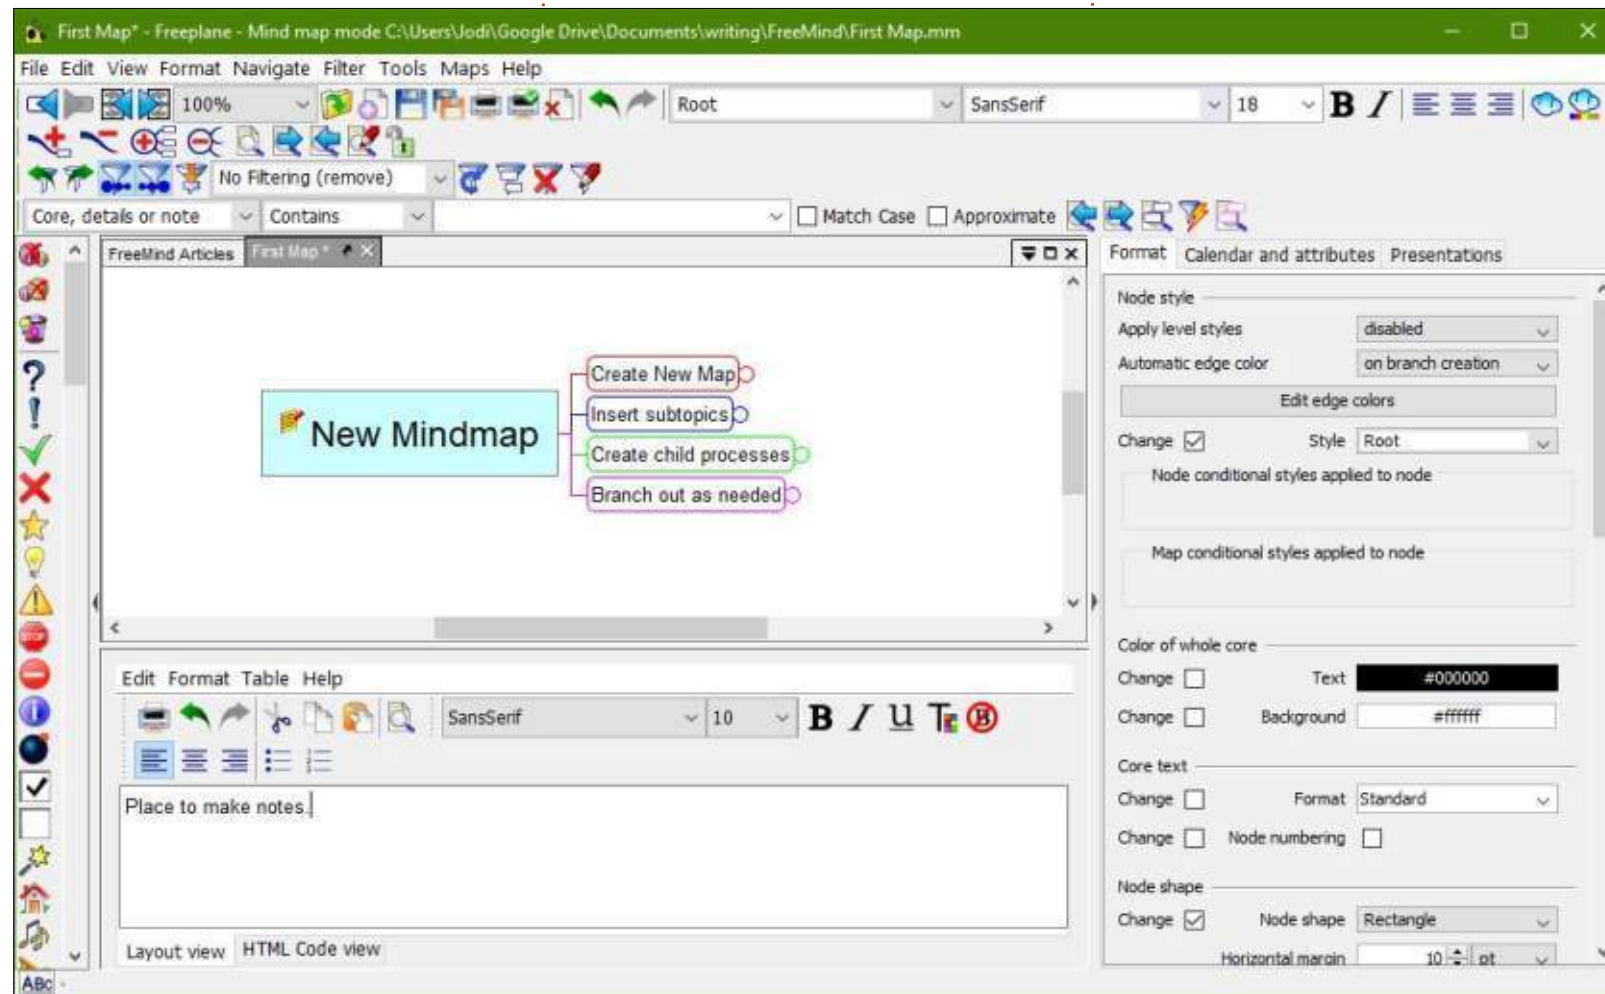 First Map* - Freeplane - Mind map mode C:\Users\Jodi\Google Drive\Documents\writing\FreeMind\First Map.mm
File Edit View Format Navigate Filter Tools Maps Help
100% Root SansSerif 18 B I
No Filtering (remove)
Core, details or note Contains Match Case Approximate
FreeMind Articles First Map *
Format Calendar and attributes Presentations
Node style
Apply level styles disabled
Automatic edge color on branch creation
Edit edge colors
Change Style Root
Node conditional styles applied to node
Map conditional styles applied to node
New Mindmap
Create New Map
Insert subtopics
Create child processes
Branch out as needed
STOP
Color of whole core
Change Text #000000
Change Background #ffffff
Core text
Change Format Standard
Change Node numbering
Node shape
Change Node shape Rectangle
Horizontal margin 10 pt
Edit Format Table Help
SansSerif 10 B I U T B
Place to make notes.
Layout view HTML Code view
ABC